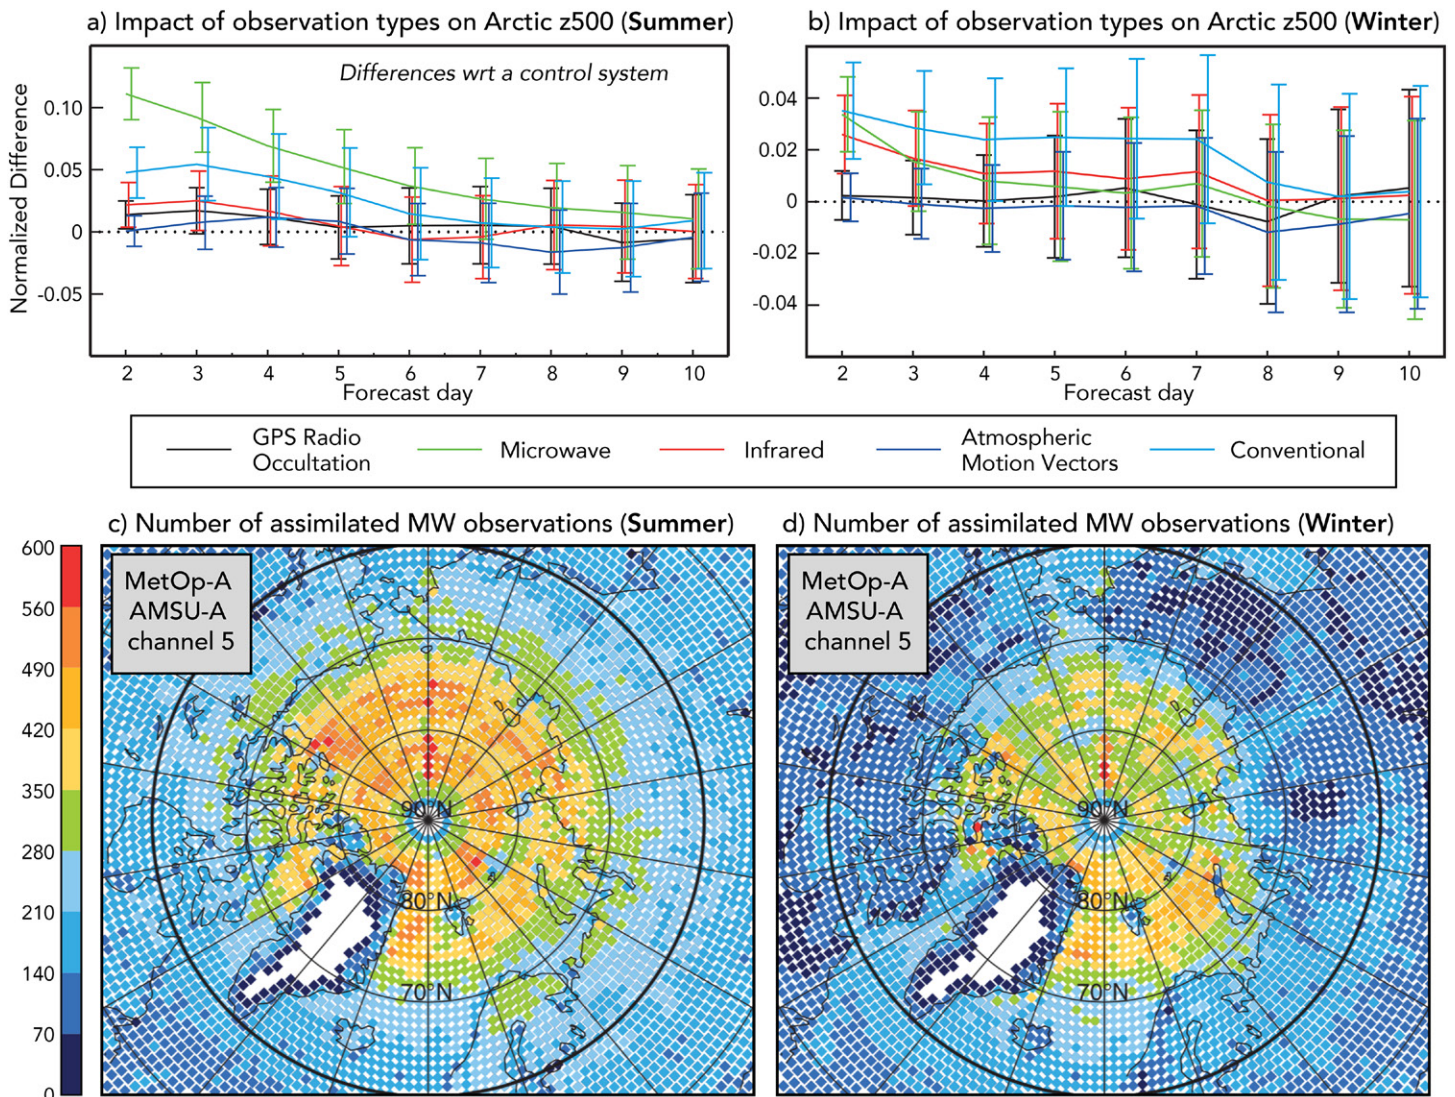 a) Impact of observation types on Arctic z500 (Summer)
Differences wrt a control system
Normalized Difference
0.10
0.05
0
-0.05
2 3 4 5 6 7 8 9 10
Forecast day
b) Impact of observation types on Arctic z500 (Winter)
0.04
0.02
0
-0.02
-0.04
2 3 4 5 6 7 8 9 10
Forecast day
GPS Radio
Occultation
Microwave
Infrared
Atmospheric
Motion Vectors
Conventional
c) Number of assimilated MW observations (Summer)
600
560
490
420
350
280
210
140
70
0
MetOp-A
AMSU-A
channel 5
90°N
80°N
70°N
d) Number of assimilated MW observations (Winter)
MetOp-A
AMSU-A
channel 5
90°N
80°N
70°N